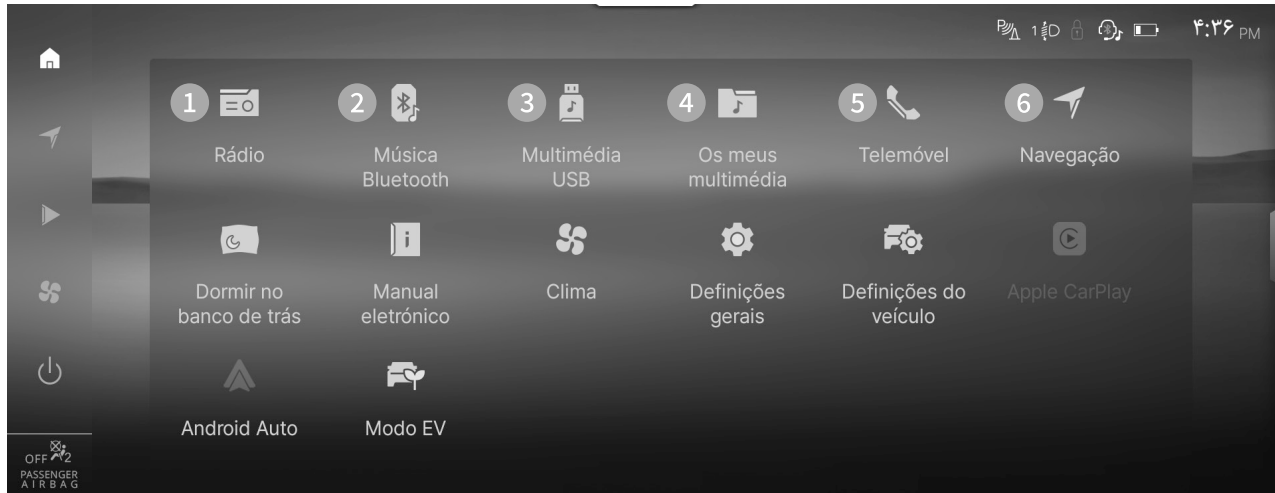 1 ۴:۳۶ PM
1 2 3 4 5 6
Rádio
Música
Bluetooth
Multimédia
USB
Os meus
multimédia
Telemóvel
Navegação
Dormir no
banco de trás
Manual
eletrónico
Clima
Definições
gerais
Definições do
veículo
Apple CarPlay
Android Auto
Modo EV
OFF 2
PASSENGER
AIRBAG